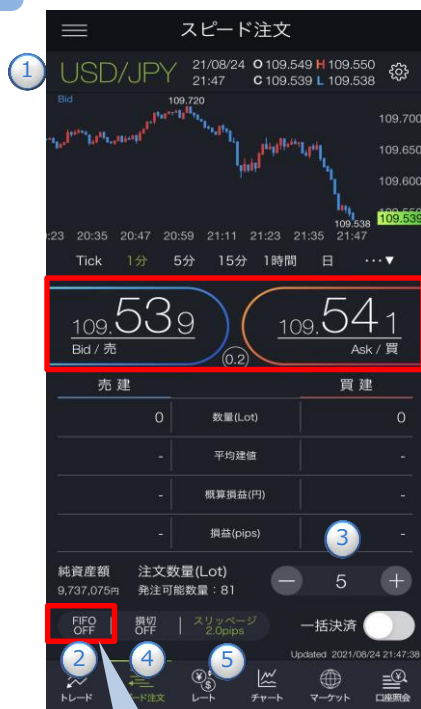 スピード注文
1
USD/JPY 21/08/24 O 109.549 H 109.550
21:47 C 109.539 L 109.538
Bid 109.720
109.700
109.650
109.600
109.538 109.539
:23 20:35 20:47 20:59 21:11 21:23 21:35 21:47
Tick 1分 5分 15分 1時間 日 …▼
109.539 109.541
Bid / 売 (0.2) Ask / 買
売建 買建
0 数量(Lot) 0
- 平均建値 -
- 概算損益(円) -
- 損益(pips) -
3
純資産額 注文数量(Lot) − 5 +
9,737,075円 発注可能数量：81
FIFO OFF 損切 OFF スリッページ 2.0pips 一括決済
2 4 5
Updated 2021/08/24 21:47:38
トレード ード注文 レート チャート マーケット 口座照会